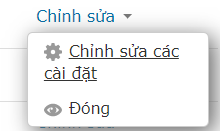 Chỉnh sửa
Chỉnh sửa các
cài đặt
Đóng